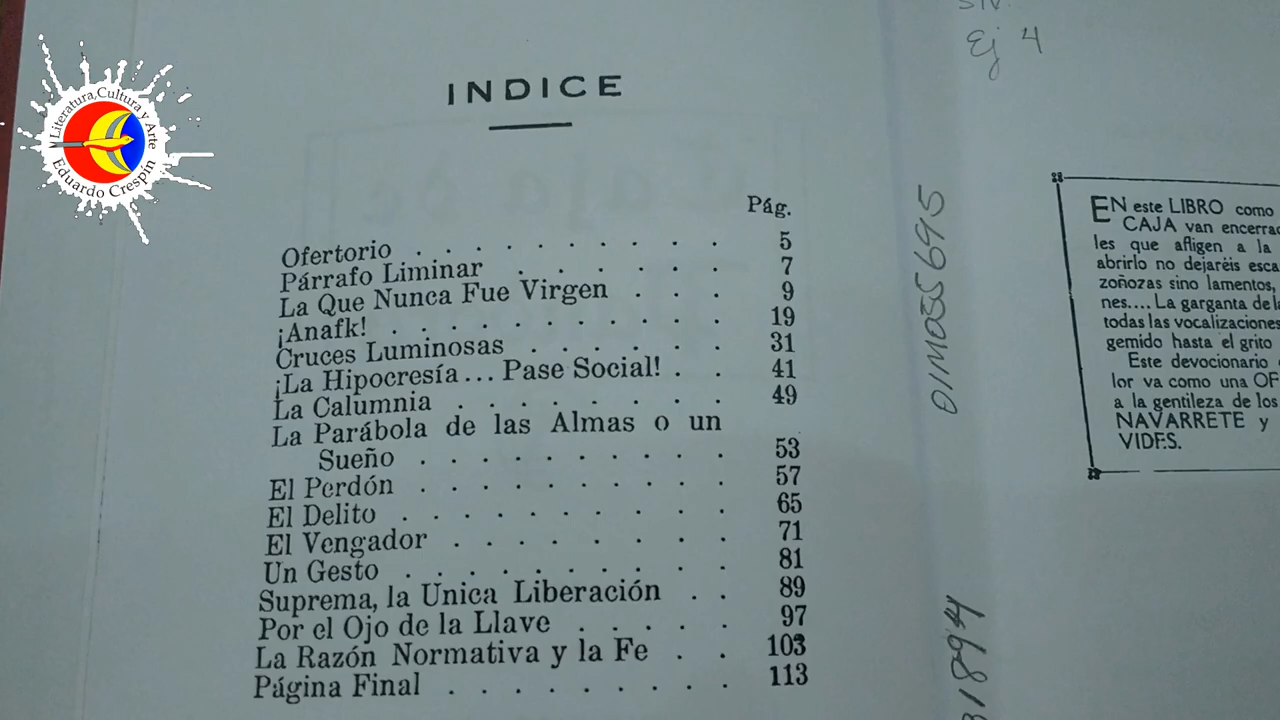 Literatura, Cultura y Arte
Eduardo Crespín
INDICE
Pág.
Ofertorio . . . . . . . . . . 5
Párrafo Liminar . . . . . . 7
La Que Nunca Fue Virgen . . . 9
¡Anafk! . . . . . . . . . . . 19
Cruces Luminosas . . . . . . 31
¡La Hipocresía... Pase Social! . . 41
La Calumnia . . . . . . . . 49
La Parábola de las Almas o un
Sueño . . . . . . . . . . 53
El Perdón . . . . . . . . . . 57
El Delito . . . . . . . . . . 65
El Vengador . . . . . . . . 71
Un Gesto . . . . . . . . . 81
Suprema, la Unica Liberación . . 89
Por el Ojo de la Llave . . . . . 97
La Razón Normativa y la Fe . . 103
Página Final . . . . . . . . . 113
Ej 4
01M055695
EN este LIBRO como
CAJA van encerra
les que afligen a la
abrirlo no dejaréis esca
zoñozas sino lamentos,
nes.... La garganta de l
todas las vocalizaciones
gemido hasta el grito
Este devocionario
lor va como una OF
a la gentileza de los
NAVARRETE y
VIDES.